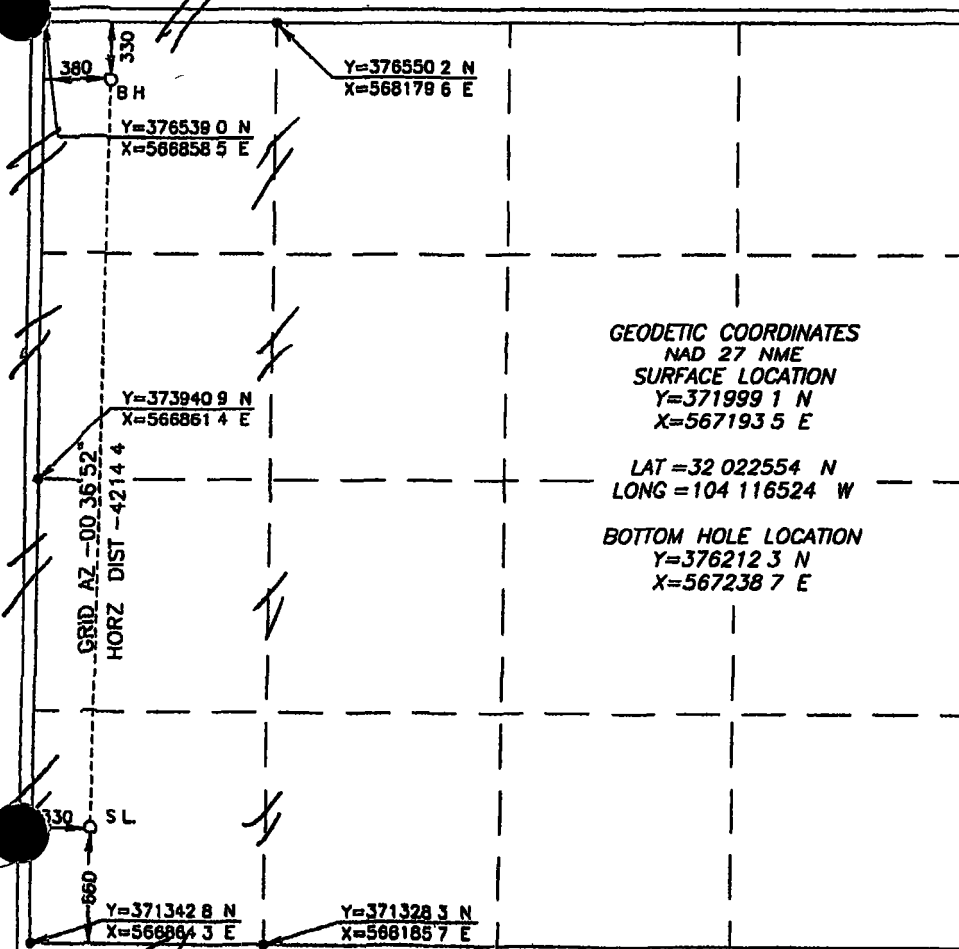 330
380
B H
Y=376550 2 N
X=568179 6 E
Y=376539 0 N
X=566858 5 E
GEODETIC COORDINATES
NAD 27 NME
SURFACE LOCATION
Y=371999 1 N
X=567193 5 E
LAT =32 022554 N
LONG =104 116524 W
BOTTOM HOLE LOCATION
Y=376212 3 N
X=567238 7 E
Y=373940 9 N
X=566861 4 E
GRID AZ -00 36'52"
HORZ DIST -4214 4
330
S L.
660
Y=371342 8 N
X=566864 3 E
Y=371328 3 N
X=568185 7 E